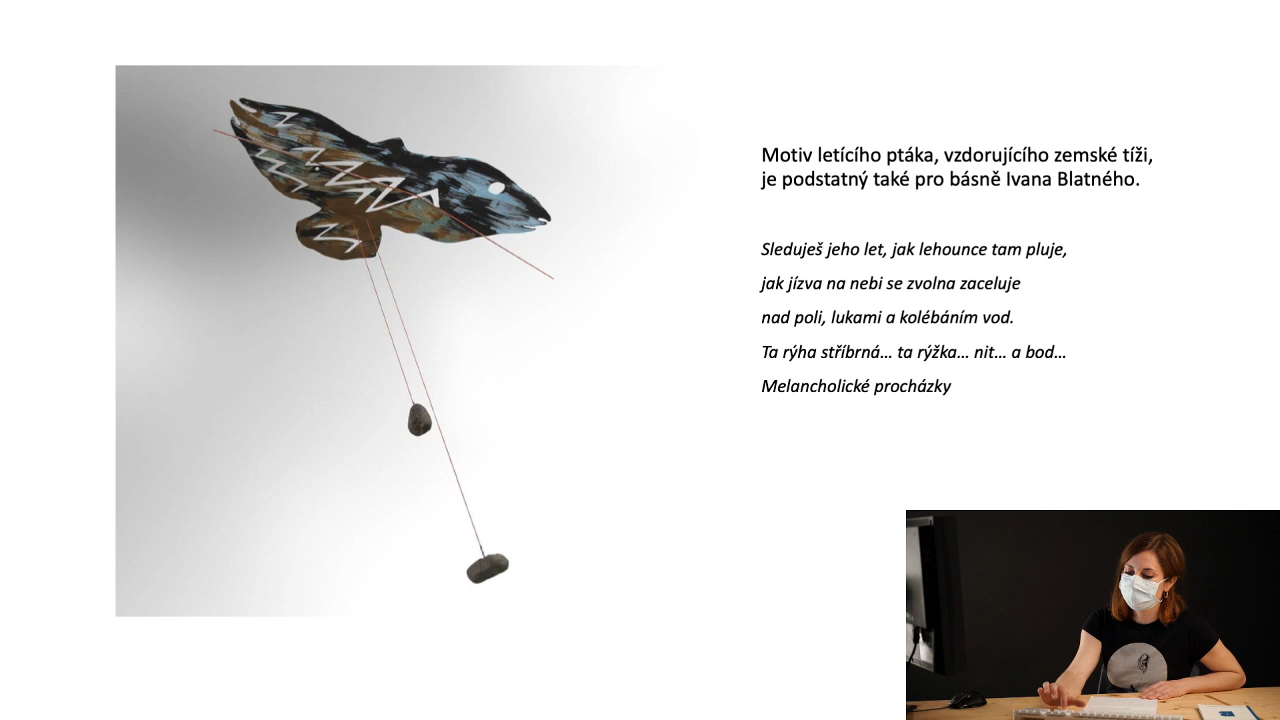 Motiv letícího ptáka, vzdorujícího zemské tíži,
je podstatný také pro básně Ivana Blatného.
Sleduješ jeho let, jak lehounce tam pluje,
jak jízva na nebi se zvolna zaceluje
nad poli, lukami a kolébáním vod.
Ta rýha stříbrná... ta rýžka... nit... a bod...
Melancholické procházky